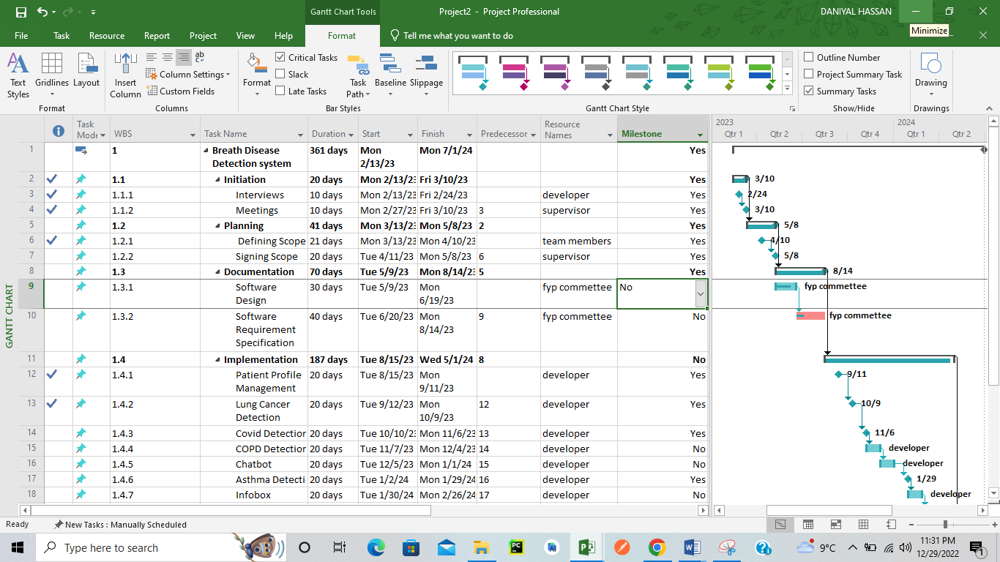 Gantt Chart Tools Project2 - Project Professional DANIYAL HASSAN
File Task Resource Report Project View Help Format Tell me what you want to do Minimize
Text Styles Gridlines Layout
Format
Insert Column Column Settings Custom Fields
Columns
Format Critical Tasks Slack Late Tasks Task Path Baseline Slippage
Bar Styles
Gantt Chart Style
Outline Number
Project Summary Task
Summary Tasks
Show/Hide
Drawing
Drawings
Task Mode WBS Task Name Duration Start Finish Predecessor Resource Names Milestone
2023 2024
Qtr 1 Qtr 2 Qtr 3 Qtr 4 Qtr 1 Qtr 2
GANTT CHART
1 1 Breath Disease Detection system 361 days Mon 2/13/23 Mon 7/1/24 Yes
2 1.1 Initiation 20 days Mon 2/13/23 Fri 3/10/23 Yes 3/10
3 1.1.1 Interviews 10 days Mon 2/13/23 Fri 2/24/23 developer Yes 2/24
4 1.1.2 Meetings 10 days Mon 2/27/23 Fri 3/10/23 3 supervisor Yes 3/10
5 1.2 Planning 41 days Mon 3/13/23 Mon 5/8/23 2 Yes 5/8
6 1.2.1 Defining Scope 21 days Mon 3/13/23 Mon 4/10/23 team members Yes 4/10
7 1.2.2 Signing Scope 20 days Tue 4/11/23 Mon 5/8/23 6 supervisor Yes 5/8
8 1.3 Documentation 70 days Tue 5/9/23 Mon 8/14/23 5 Yes 8/14
9 1.3.1 Software Design 30 days Tue 5/9/23 Mon 6/19/23 fyp commettee No fyp commettee
10 1.3.2 Software Requirement Specification 40 days Tue 6/20/23 Mon 8/14/23 9 fyp commettee No fyp commettee
11 1.4 Implementation 187 days Tue 8/15/23 Wed 5/1/24 8 No
12 1.4.1 Patient Profile Management 20 days Tue 8/15/23 Mon 9/11/23 developer Yes 9/11
13 1.4.2 Lung Cancer Detection 20 days Tue 9/12/23 Mon 10/9/23 12 developer Yes 10/9
14 1.4.3 Covid Detection 20 days Tue 10/10/23 Mon 11/6/23 13 developer Yes 11/6
15 1.4.4 COPD Detection 20 days Tue 11/7/23 Mon 12/4/23 14 developer No developer
16 1.4.5 Chatbot 20 days Tue 12/5/23 Mon 1/1/24 15 developer No developer
17 1.4.6 Asthma Detecti 20 days Tue 1/2/24 Mon 1/29/24 16 developer Yes 1/29
18 1.4.7 Infobox 20 days Tue 1/30/24 Mon 2/26/24 17 developer No developer
Ready New Tasks : Manually Scheduled
Type here to search 9°C 11:31 PM
12/29/2022 1